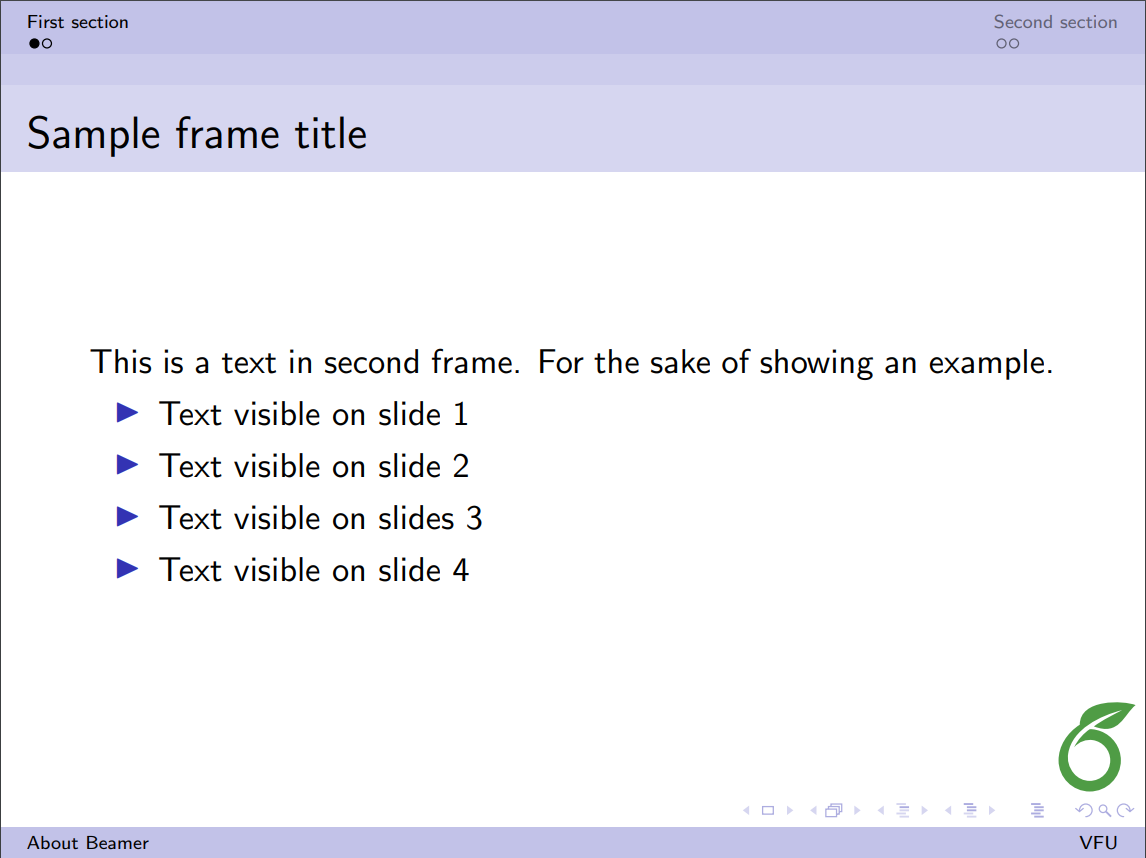 First section
Second section
Sample frame title
This is a text in second frame. For the sake of showing an example.
Text visible on slide 1
Text visible on slide 2
Text visible on slides 3
Text visible on slide 4
About Beamer
VFU